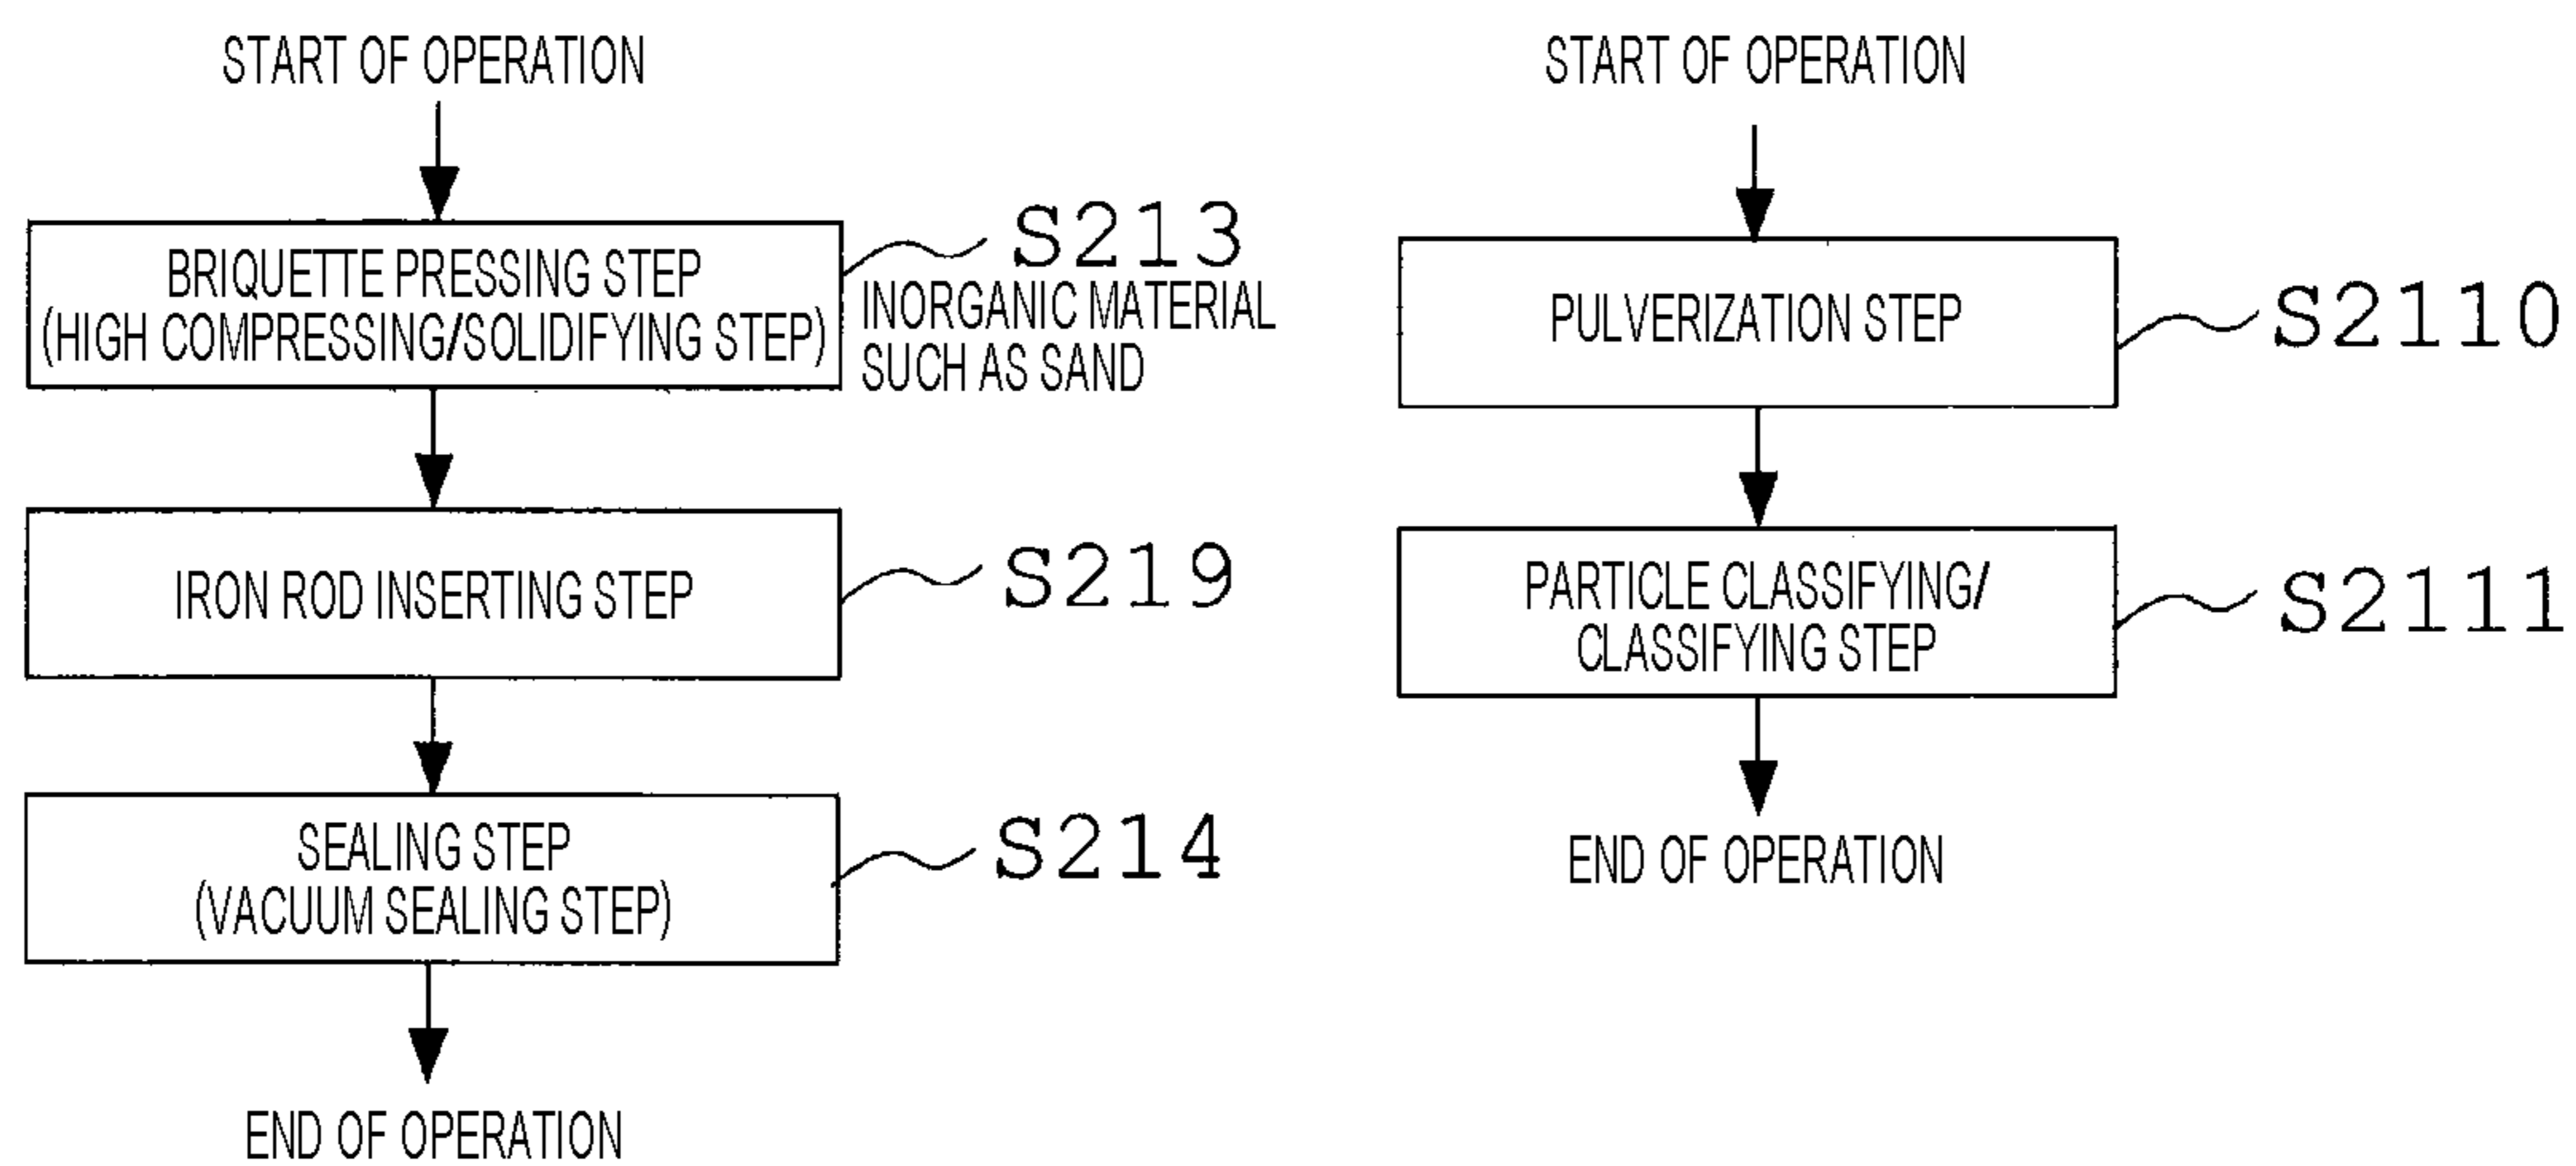 START OF OPERATION
BRIQUETTE PRESSING STEP
(HIGH COMPRESSING/SOLIDIFYING STEP)
S213
INORGANIC MATERIAL
SUCH AS SAND
IRON ROD INSERTING STEP
S219
SEALING STEP
(VACUUM SEALING STEP)
S214
END OF OPERATION
START OF OPERATION
PULVERIZATION STEP
S2110
PARTICLE CLASSIFYING/
CLASSIFYING STEP
S2111
END OF OPERATION